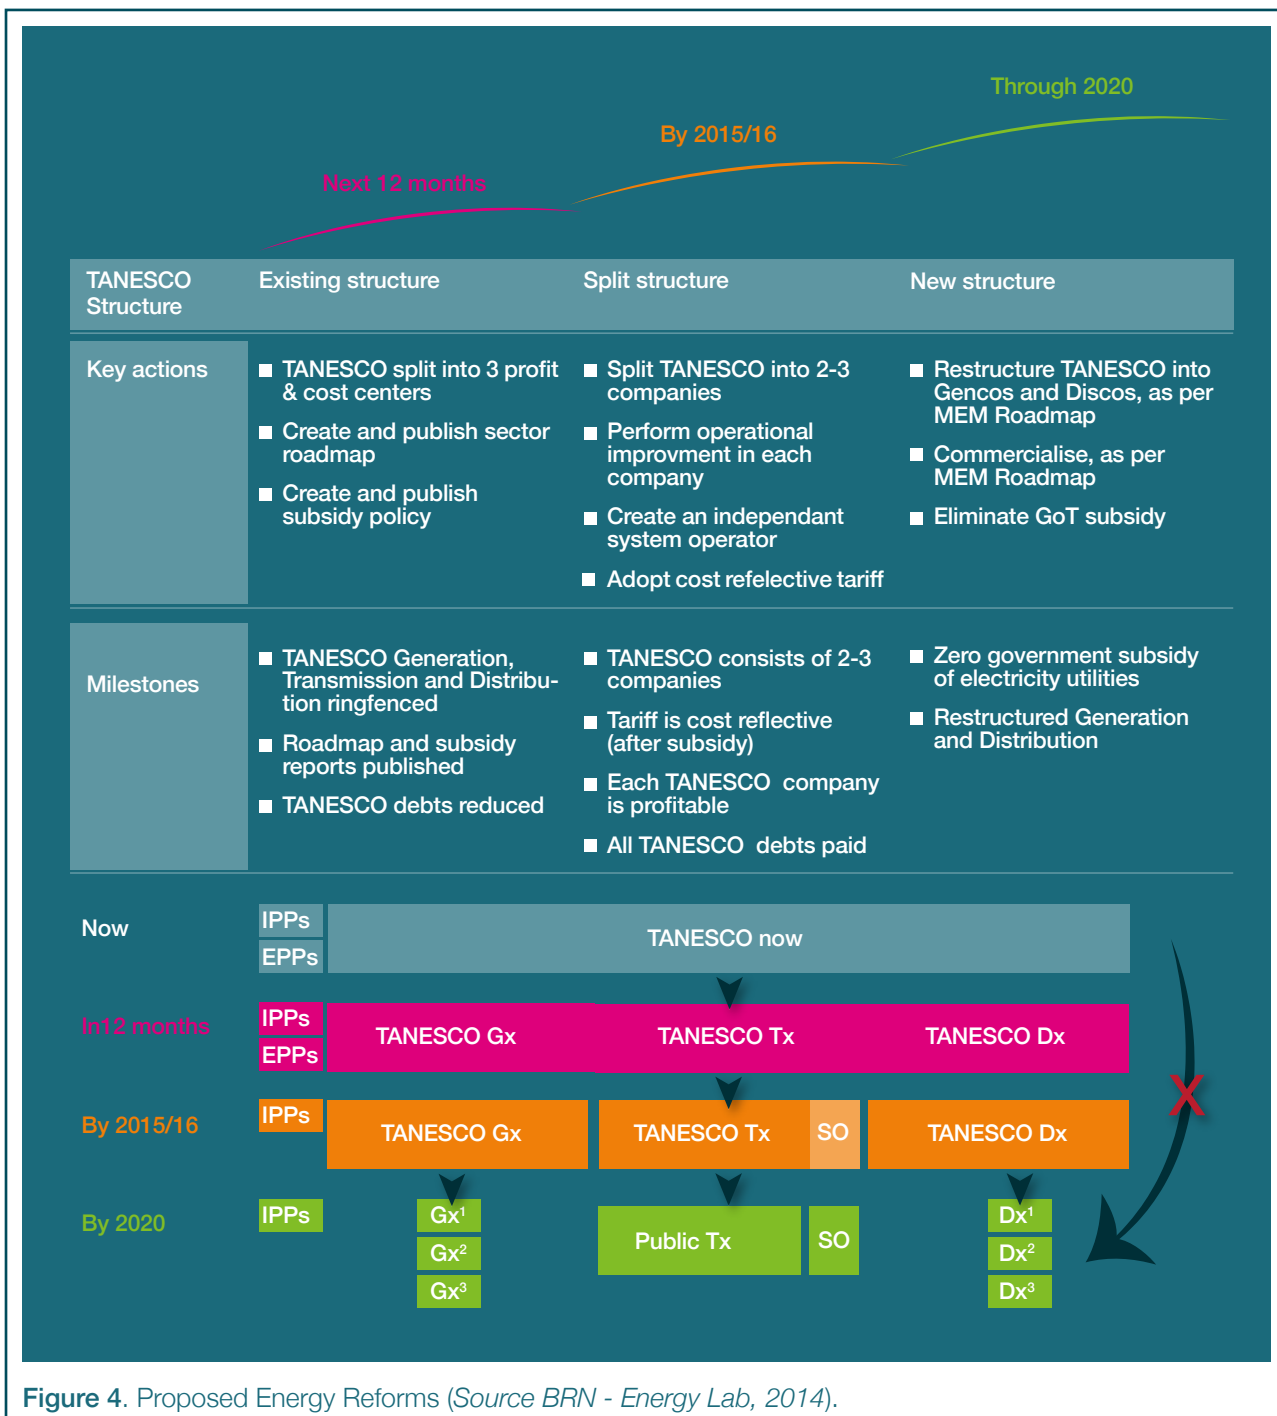 Through 2020
By 2015/16
Next 12 months
TANESCO
Structure
Existing structure
Split structure
New structure
Key actions
TANESCO split into 3 profit
& cost centers
Create and publish sector
roadmap
Create and publish
subsidy policy
Split TANESCO into 2-3
companies
Perform operational
improvment in each
company
Create an independant
system operator
Adopt cost refelective tariff
Restructure TANESCO into
Gencos and Discos, as per
MEM Roadmap
Commercialise, as per
MEM Roadmap
Eliminate GoT subsidy
Milestones
TANESCO Generation,
Transmission and Distribu-
tion ringfenced
Roadmap and subsidy
reports published
TANESCO debts reduced
TANESCO consists of 2-3
companies
Tariff is cost reflective
(after subsidy)
Each TANESCO company
is profitable
All TANESCO debts paid
Zero government subsidy
of electricity utilities
Restructured Generation
and Distribution
Now
IPPs
EPPs
TANESCO now
In12 months
IPPs
EPPs
TANESCO Gx
TANESCO Tx
TANESCO Dx
By 2015/16
IPPs
TANESCO Gx
TANESCO Tx
SO
TANESCO Dx
X
By 2020
IPPs
Gx¹
Gx²
Gx³
Public Tx
SO
Dx¹
Dx²
Dx³
Figure 4. Proposed Energy Reforms (Source BRN - Energy Lab, 2014).